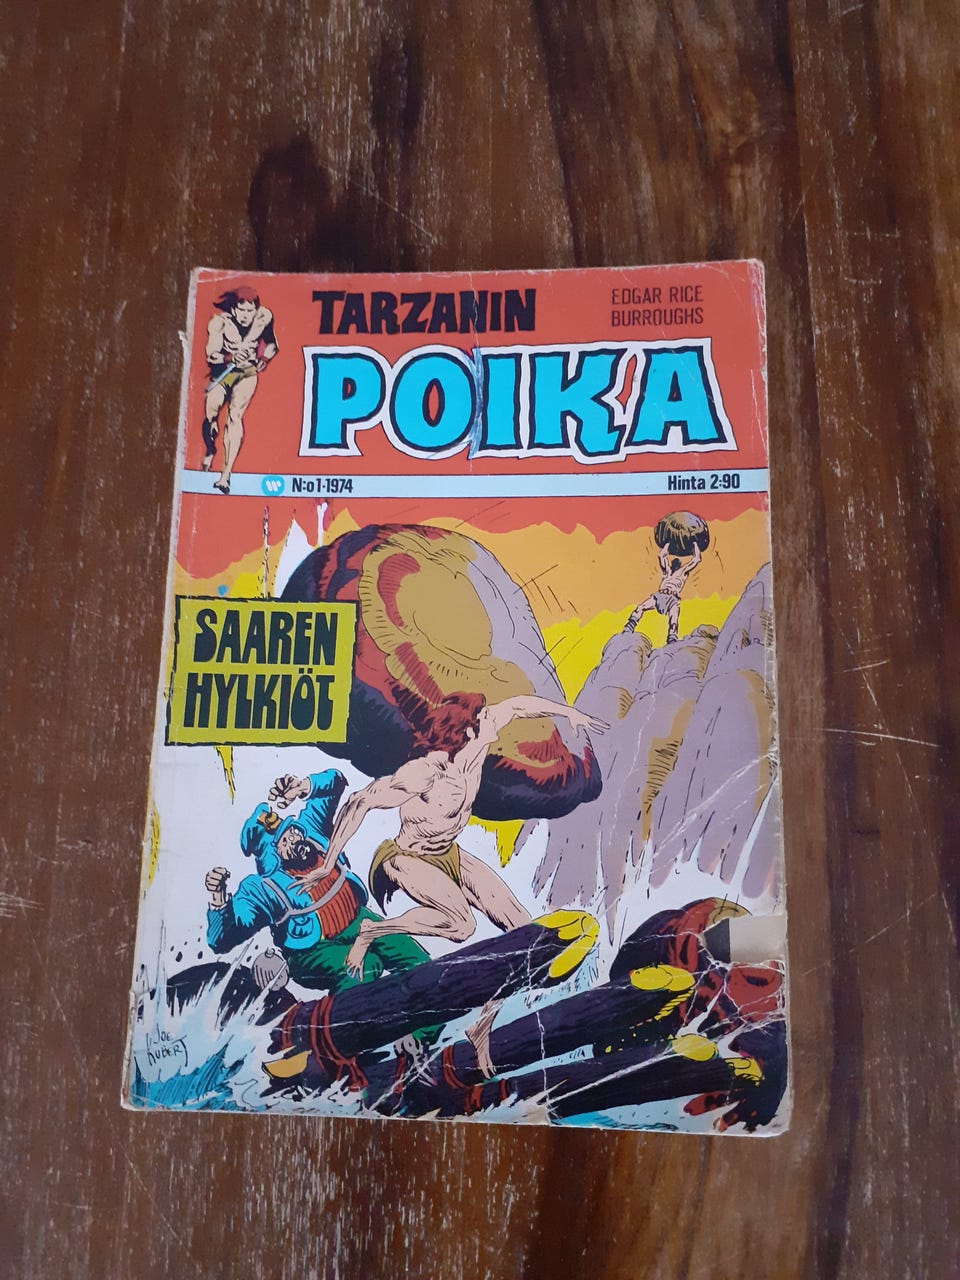 TARZANIN
EDGAR RICE
BURROUGHS
POIKA
N:o 1-1974
Hinta 2:90
SAAREN
HYLKIÖT
JOE
KUBERT